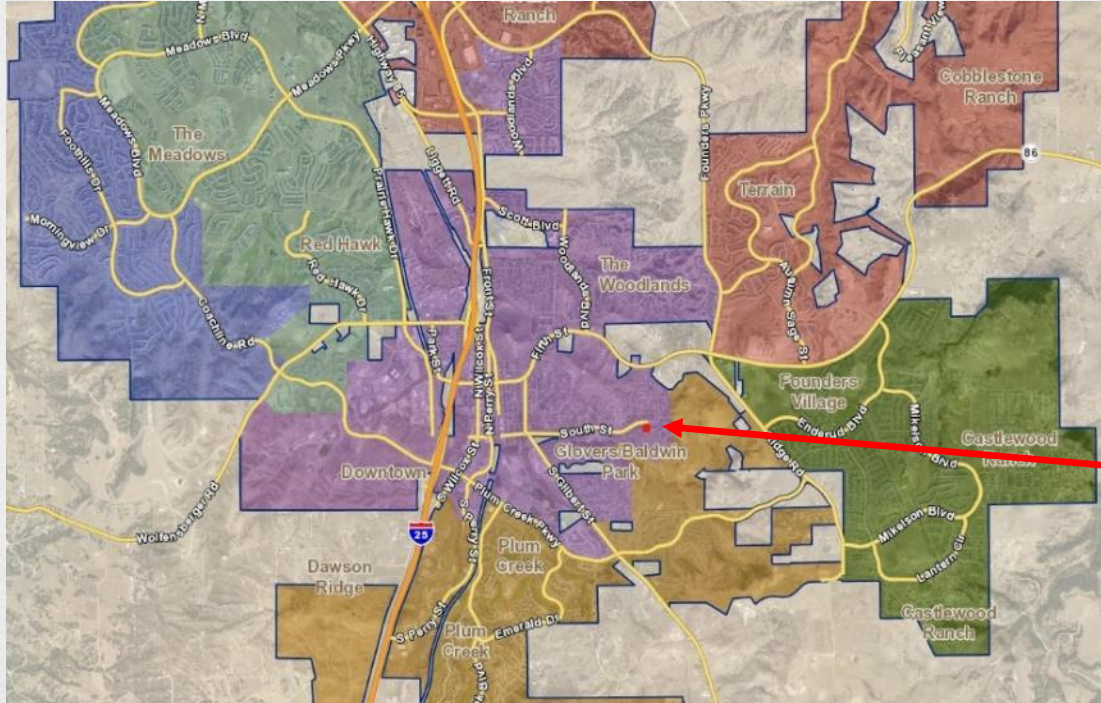 Ranch
N M
Meadows Blvd
Meadows Pkwy
Highway 85
Woodlands Blvd
Founders Pkwy
Cobblestone
Ranch
86
The
Meadows
Meadows Blvd
Foothills Dr
Liggett Rd
Prairie Hawk Dr
Terrain
Scott Blvd
Morningview Dr
Red Hawk
Red Hawk Dr
Woodlands Blvd
The
Woodlands
Front St
Autumn Sage St
Coachline Rd
Park St
N Wilcox St
N Perry St
Fifth St
Founders
Village
Enderud Blvd
Mikelson Blvd
South St
Glovers/Baldwin
Park
Ridge Rd
Castlewood
Ranch
Downtown
S Wilcox St
S Gilbert St
Plum Creek Pkwy
S Perry St
Wolfensberger Rd
25
Plum
Creek
Mikelson Blvd
Lantern Cir
Dawson
Ridge
Castlewood
Ranch
S Perry St
Plum
Creek
Emerald Dr